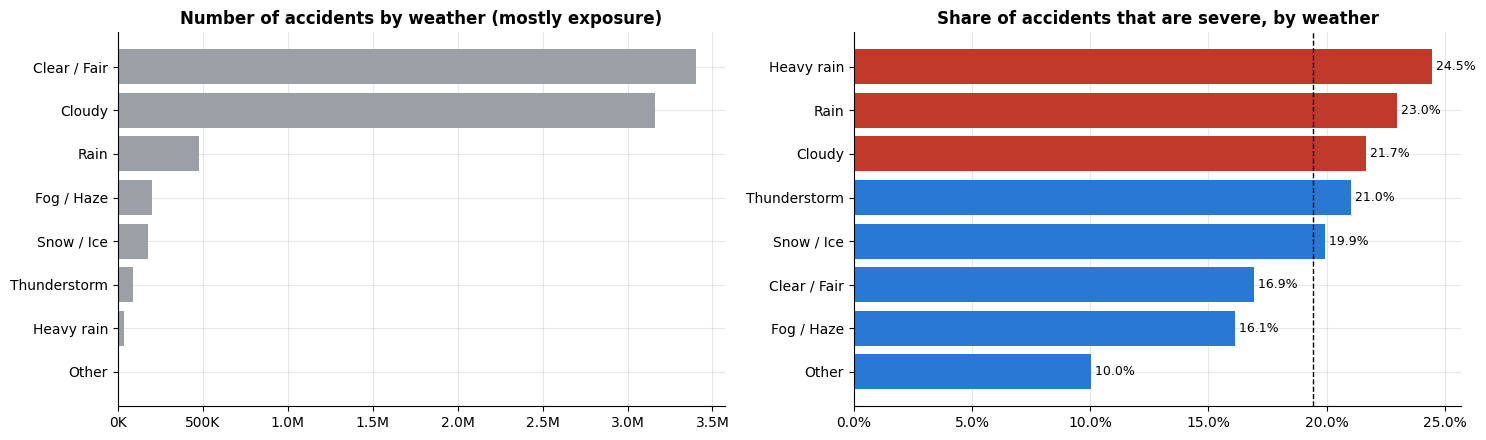 Number of accidents by weather (mostly exposure)
Clear / Fair
Cloudy
Rain
Fog / Haze
Snow / Ice
Thunderstorm
Heavy rain
Other
0K 500K 1.0M 1.5M 2.0M 2.5M 3.0M 3.5M
Share of accidents that are severe, by weather
Heavy rain 24.5%
Rain 23.0%
Cloudy 21.7%
Thunderstorm 21.0%
Snow / Ice 19.9%
Clear / Fair 16.9%
Fog / Haze 16.1%
Other 10.0%
0.0% 5.0% 10.0% 15.0% 20.0% 25.0%